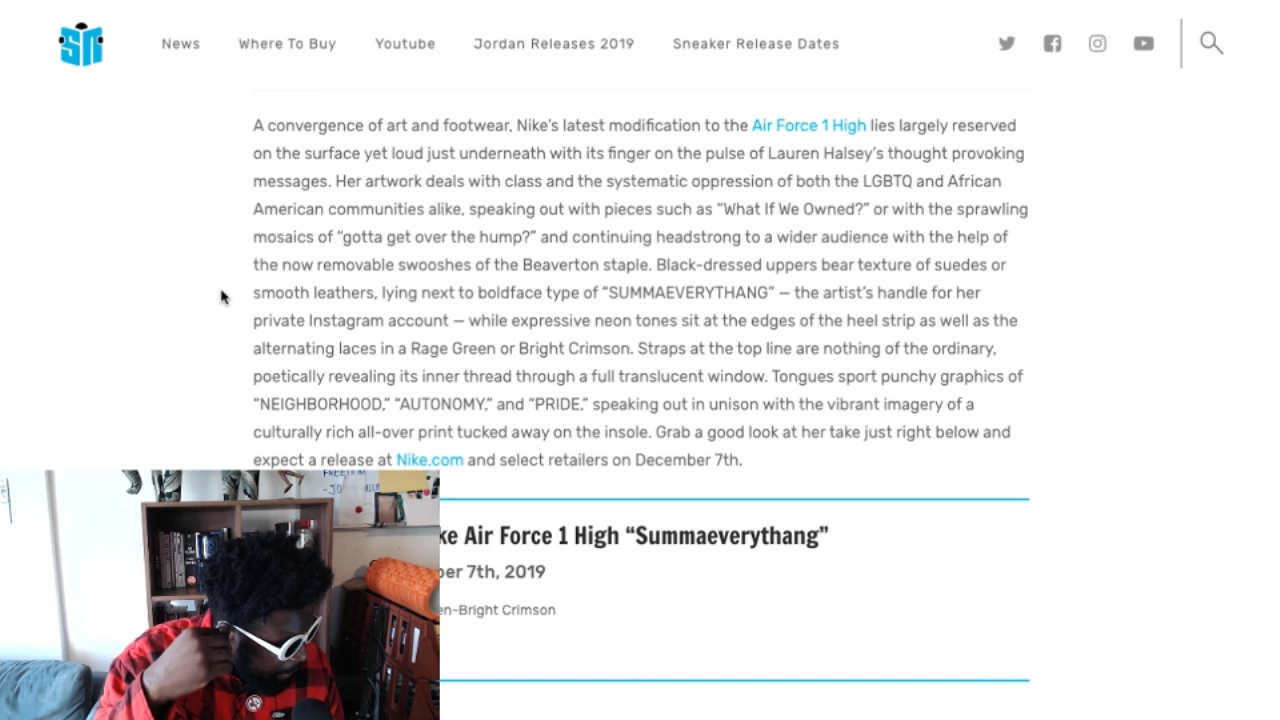 News Where To Buy Youtube Jordan Releases 2019 Sneaker Release Dates
A convergence of art and footwear, Nike's latest modification to the Air Force 1 High lies largely reserved
on the surface yet loud just underneath with its finger on the pulse of Lauren Halsey's thought provoking
messages. Her artwork deals with class and the systematic oppression of both the LGBTQ and African
American communities alike, speaking out with pieces such as “What If We Owned?” or with the sprawling
mosaics of “gotta get over the hump?” and continuing headstrong to a wider audience with the help of
the now removable swooshes of the Beaverton staple. Black-dressed uppers bear texture of suedes or
smooth leathers, lying next to boldface type of “SUMMAEVERYTHANG” – the artist's handle for her
private Instagram account – while expressive neon tones sit at the edges of the heel strip as well as the
alternating laces in a Rage Green or Bright Crimson. Straps at the top line are nothing of the ordinary,
poetically revealing its inner thread through a full translucent window. Tongues sport punchy graphics of
“NEIGHBORHOOD,” “AUTONOMY,” and “PRIDE,” speaking out in unison with the vibrant imagery of a
culturally rich all-over print tucked away on the insole. Grab a good look at her take just right below and
expect a release at Nike.com and select retailers on December 7th.
FREEDOM
ke Air Force 1 High “Summaeverythang”
ber 7th, 2019
en-Bright Crimson